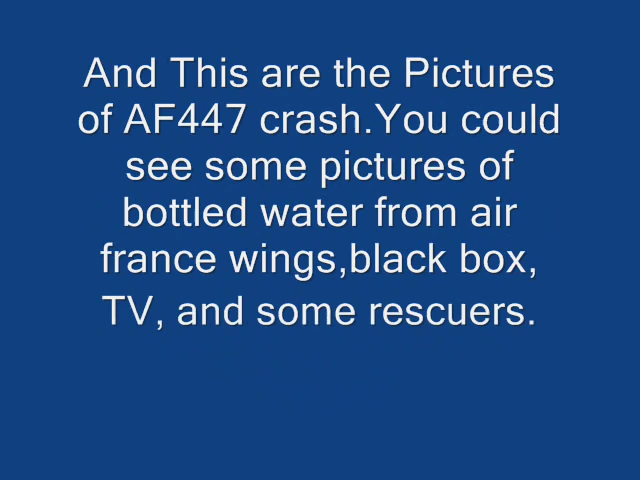 And This are the Pictures
of AF447 crash.You could
see some pictures of
bottled water from air
france wings,black box,
TV, and some rescuers.